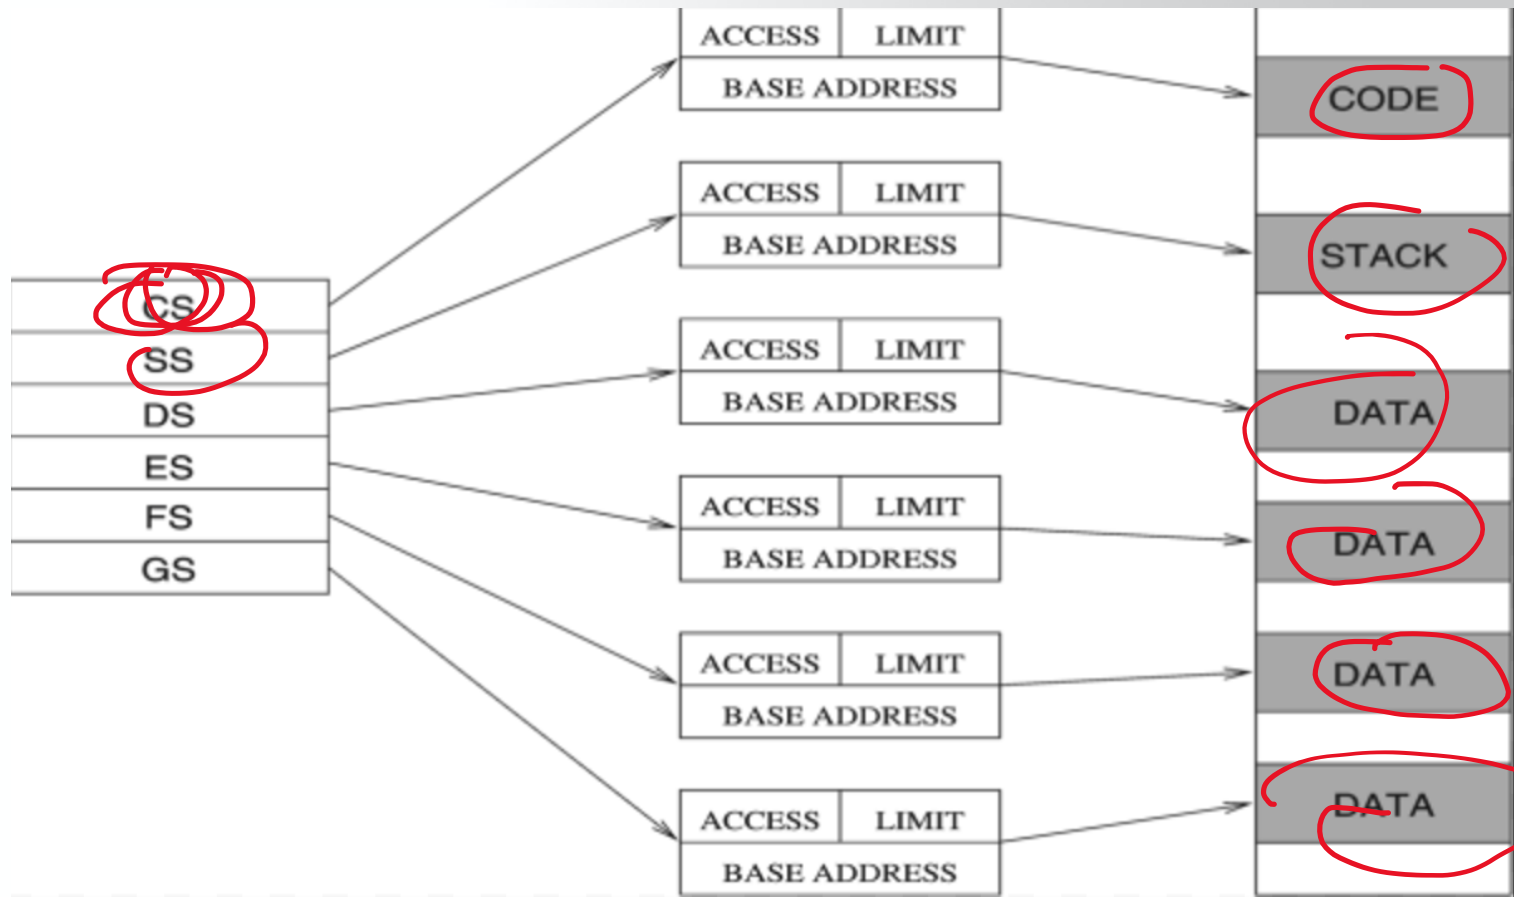 CS
SS
DS
ES
FS
GS
ACCESS LIMIT
BASE ADDRESS
ACCESS LIMIT
BASE ADDRESS
ACCESS LIMIT
BASE ADDRESS
ACCESS LIMIT
BASE ADDRESS
ACCESS LIMIT
BASE ADDRESS
ACCESS LIMIT
BASE ADDRESS
CODE
STACK
DATA
DATA
DATA
DATA